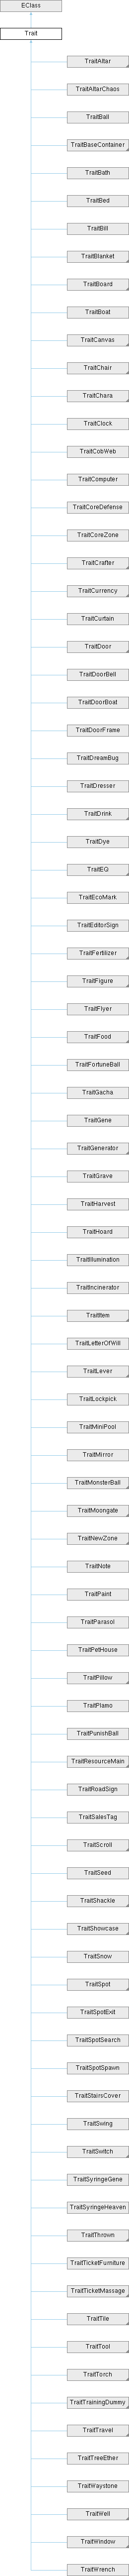 EClass
Trait
TraitAltar
TraitAltarChaos
TraitBall
TraitBaseContainer
TraitBath
TraitBed
TraitBill
TraitBlanket
TraitBoard
TraitBoat
TraitCanvas
TraitChair
TraitChara
TraitClock
TraitCobWeb
TraitComputer
TraitCoreDefense
TraitCoreZone
TraitCrafter
TraitCurrency
TraitCurtain
TraitDoor
TraitDoorBell
TraitDoorBoat
TraitDoorFrame
TraitDreamBug
TraitDresser
TraitDrink
TraitDye
TraitEQ
TraitEcoMark
TraitEditorSign
TraitFertilizer
TraitFigure
TraitFlyer
TraitFood
TraitFortuneBall
TraitGacha
TraitGene
TraitGenerator
TraitGrave
TraitHarvest
TraitHoard
TraitIllumination
TraitIncinerator
TraitItem
TraitLetterOfWill
TraitLever
TraitLockpick
TraitMiniPool
TraitMirror
TraitMonsterBall
TraitMoongate
TraitNewZone
TraitNote
TraitPaint
TraitParasol
TraitPetHouse
TraitPillow
TraitPlamo
TraitPunishBall
TraitResourceMain
TraitRoadSign
TraitSalesTag
TraitScroll
TraitSeed
TraitShackle
TraitShowcase
TraitSnow
TraitSpot
TraitSpotExit
TraitSpotSearch
TraitSpotSpawn
TraitStairsCover
TraitSwing
TraitSwitch
TraitSyringeGene
TraitSyringeHeaven
TraitThrown
TraitTicketFurniture
TraitTicketMassage
TraitTile
TraitTool
TraitTorch
TraitTrainingDummy
TraitTravel
TraitTreeEther
TraitWaystone
TraitWell
TraitWindow
TraitWrench